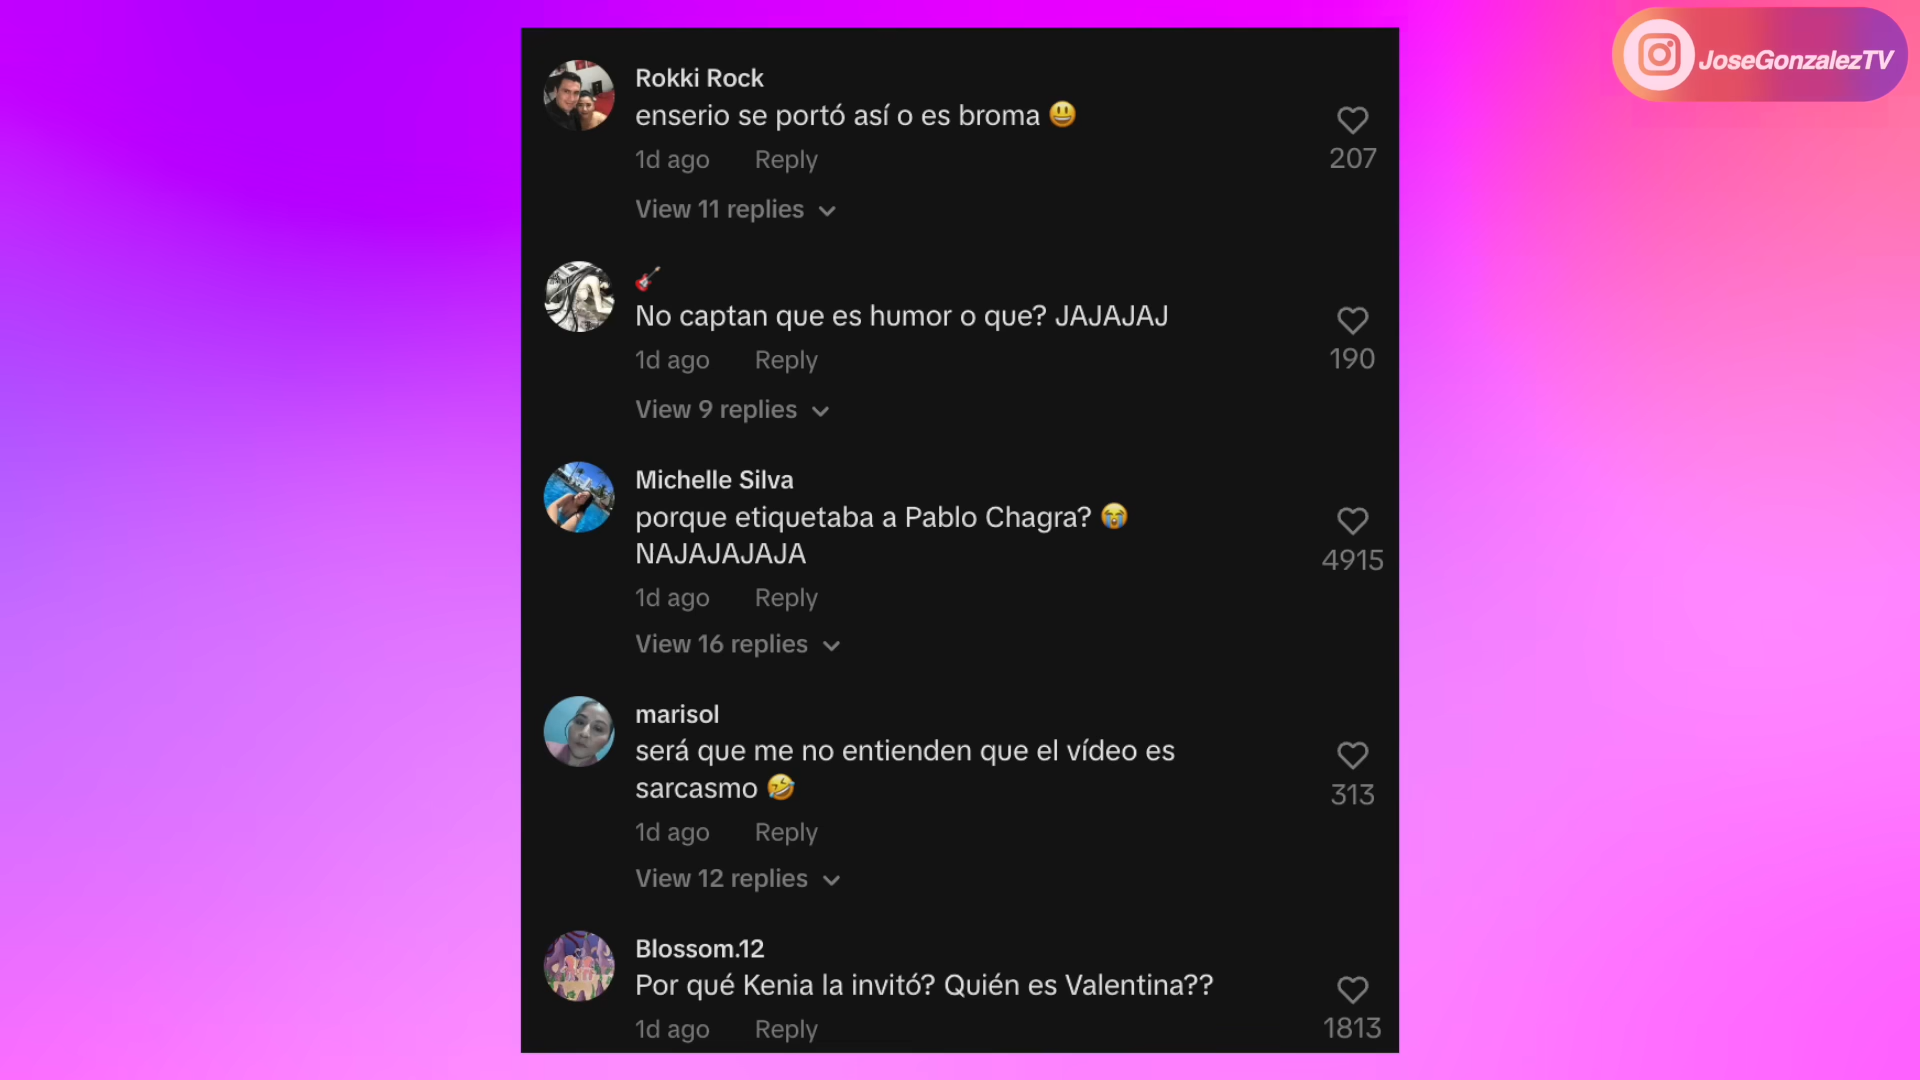 JoseGonzalezTV
Rokki Rock
enserio se portó así o es broma 😃
207
1d ago Reply
View 11 replies
🎸
No captan que es humor o que? JAJAJAJ
190
1d ago Reply
View 9 replies
Michelle Silva
porque etiquetaba a Pablo Chagra? 😭
NAJAJAJAJA
4915
1d ago Reply
View 16 replies
marisol
será que me no entienden que el vídeo es
sarcasmo 🤣
313
1d ago Reply
View 12 replies
Blossom.12
Por qué Kenia la invitó? Quién es Valentina??
1813
1d ago Reply